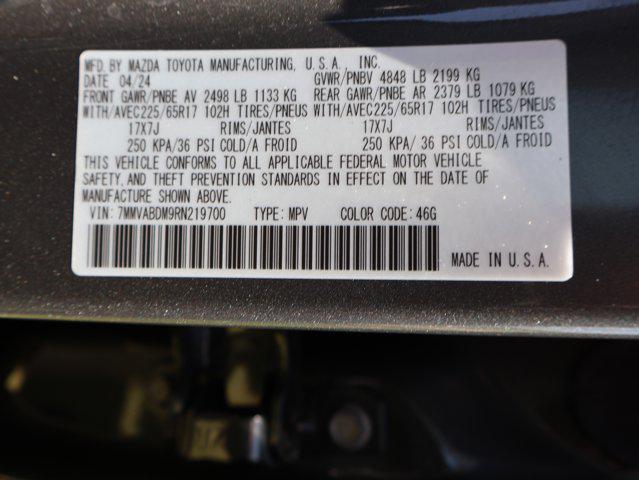 MFD. BY MAZDA TOYOTA MANUFACTURING, U.S.A., INC.
DATE 04/24 GVWR/PNBV 4848 LB 2199 KG
FRONT GAWR/PNBE AV 2498 LB 1133 KG REAR GAWR/PNBE AR 2379 LB 1079 KG
WITH/AVEC225/65R17 102H TIRES/PNEUS WITH/AVEC225/65R17 102H TIRES/PNEUS
17X7J RIMS/JANTES 17X7J RIMS/JANTES
250 KPA/36 PSI COLD/A FROID 250 KPA/ 36 PSI COLD/A FROID
THIS VEHICLE CONFORMS TO ALL APPLICABLE FEDERAL MOTOR VEHICLE
SAFETY, AND THEFT PREVENTION STANDARDS IN EFFECT ON THE DATE OF
MANUFACTURE SHOWN ABOVE.
VIN: 7MMVABDM9RN219700 TYPE: MPV COLOR CODE: 46G
MADE IN U.S.A.